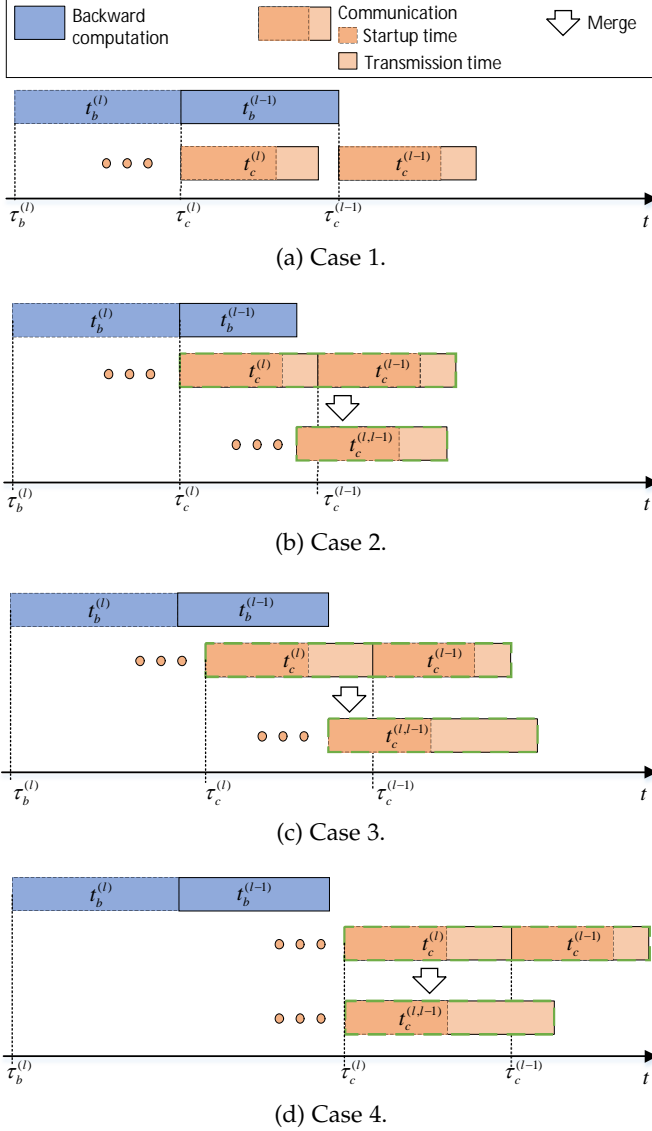 Backward
computation
Communication
Startup time
Transmission time
Merge
t_b^{(l)} t_b^{(l-1)}
t_c^{(l)} t_c^{(l-1)}
τ_b^{(l)} τ_c^{(l)} τ_c^{(l-1)} t
(a) Case 1.
t_b^{(l)} t_b^{(l-1)}
t_c^{(l)} t_c^{(l-1)}
t_c^{(l,l-1)}
τ_b^{(l)} τ_c^{(l)} τ_c^{(l-1)} t
(b) Case 2.
t_b^{(l)} t_b^{(l-1)}
t_c^{(l)} t_c^{(l-1)}
t_c^{(l,l-1)}
τ_b^{(l)} τ_c^{(l)} τ_c^{(l-1)} t
(c) Case 3.
t_b^{(l)} t_b^{(l-1)}
t_c^{(l)} t_c^{(l-1)}
t_c^{(l,l-1)}
τ_b^{(l)} τ_c^{(l)} τ_c^{(l-1)} t
(d) Case 4.